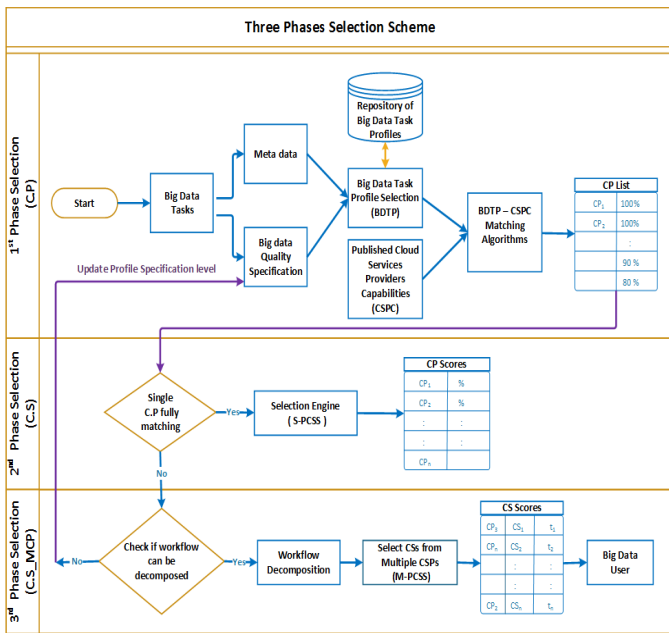 Three Phases Selection Scheme
1st Phase Selection
(C.P)
Start
Big Data
Tasks
Meta data
Big data
Quality
Specification
Update Profile Specification level
Repository of
Big Data Task
Profiles
Big Data Task
Profile Selection
(BDTP)
Published Cloud
Services
Providers
Capabilities
(CSPC)
BDTP – CSPC
Matching
Algorithms
CP List
CP1 100%
CP2 100%
:
90 %
80 %
2nd Phase Selection
(C.S)
Single
C.P fully
matching
Yes
No
Selection Engine
( S-PCSS )
CP Scores
CP1 %
CP2 %
: :
: :
CPn
3rd Phase Selection
(C.S_MCP)
Check if workflow
can be
decomposed
No
Yes
Workflow
Decomposition
Select CSs from
Multiple CSPs
(M-PCSS)
CS Scores
CP3 CS1 t1
CPn CS2 t2
: :
: :
CP2 CSn tn
Big Data
User